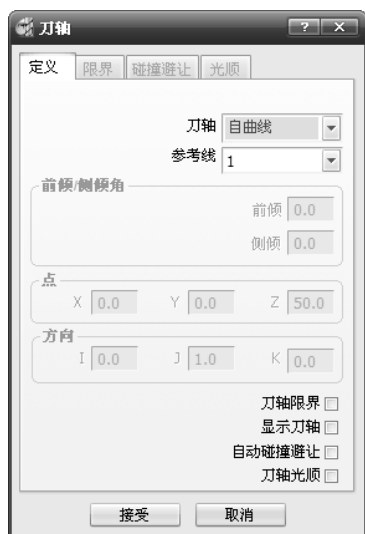 刀轴
定义 限界 碰撞避让 光顺
刀轴 自曲线
参考线 1
前倾/侧倾角
前倾 0.0
侧倾 0.0
点
X 0.0 Y 0.0 Z 50.0
方向
I 0.0 J 1.0 K 0.0
刀轴限界
显示刀轴
自动碰撞避让
刀轴光顺
接受 取消